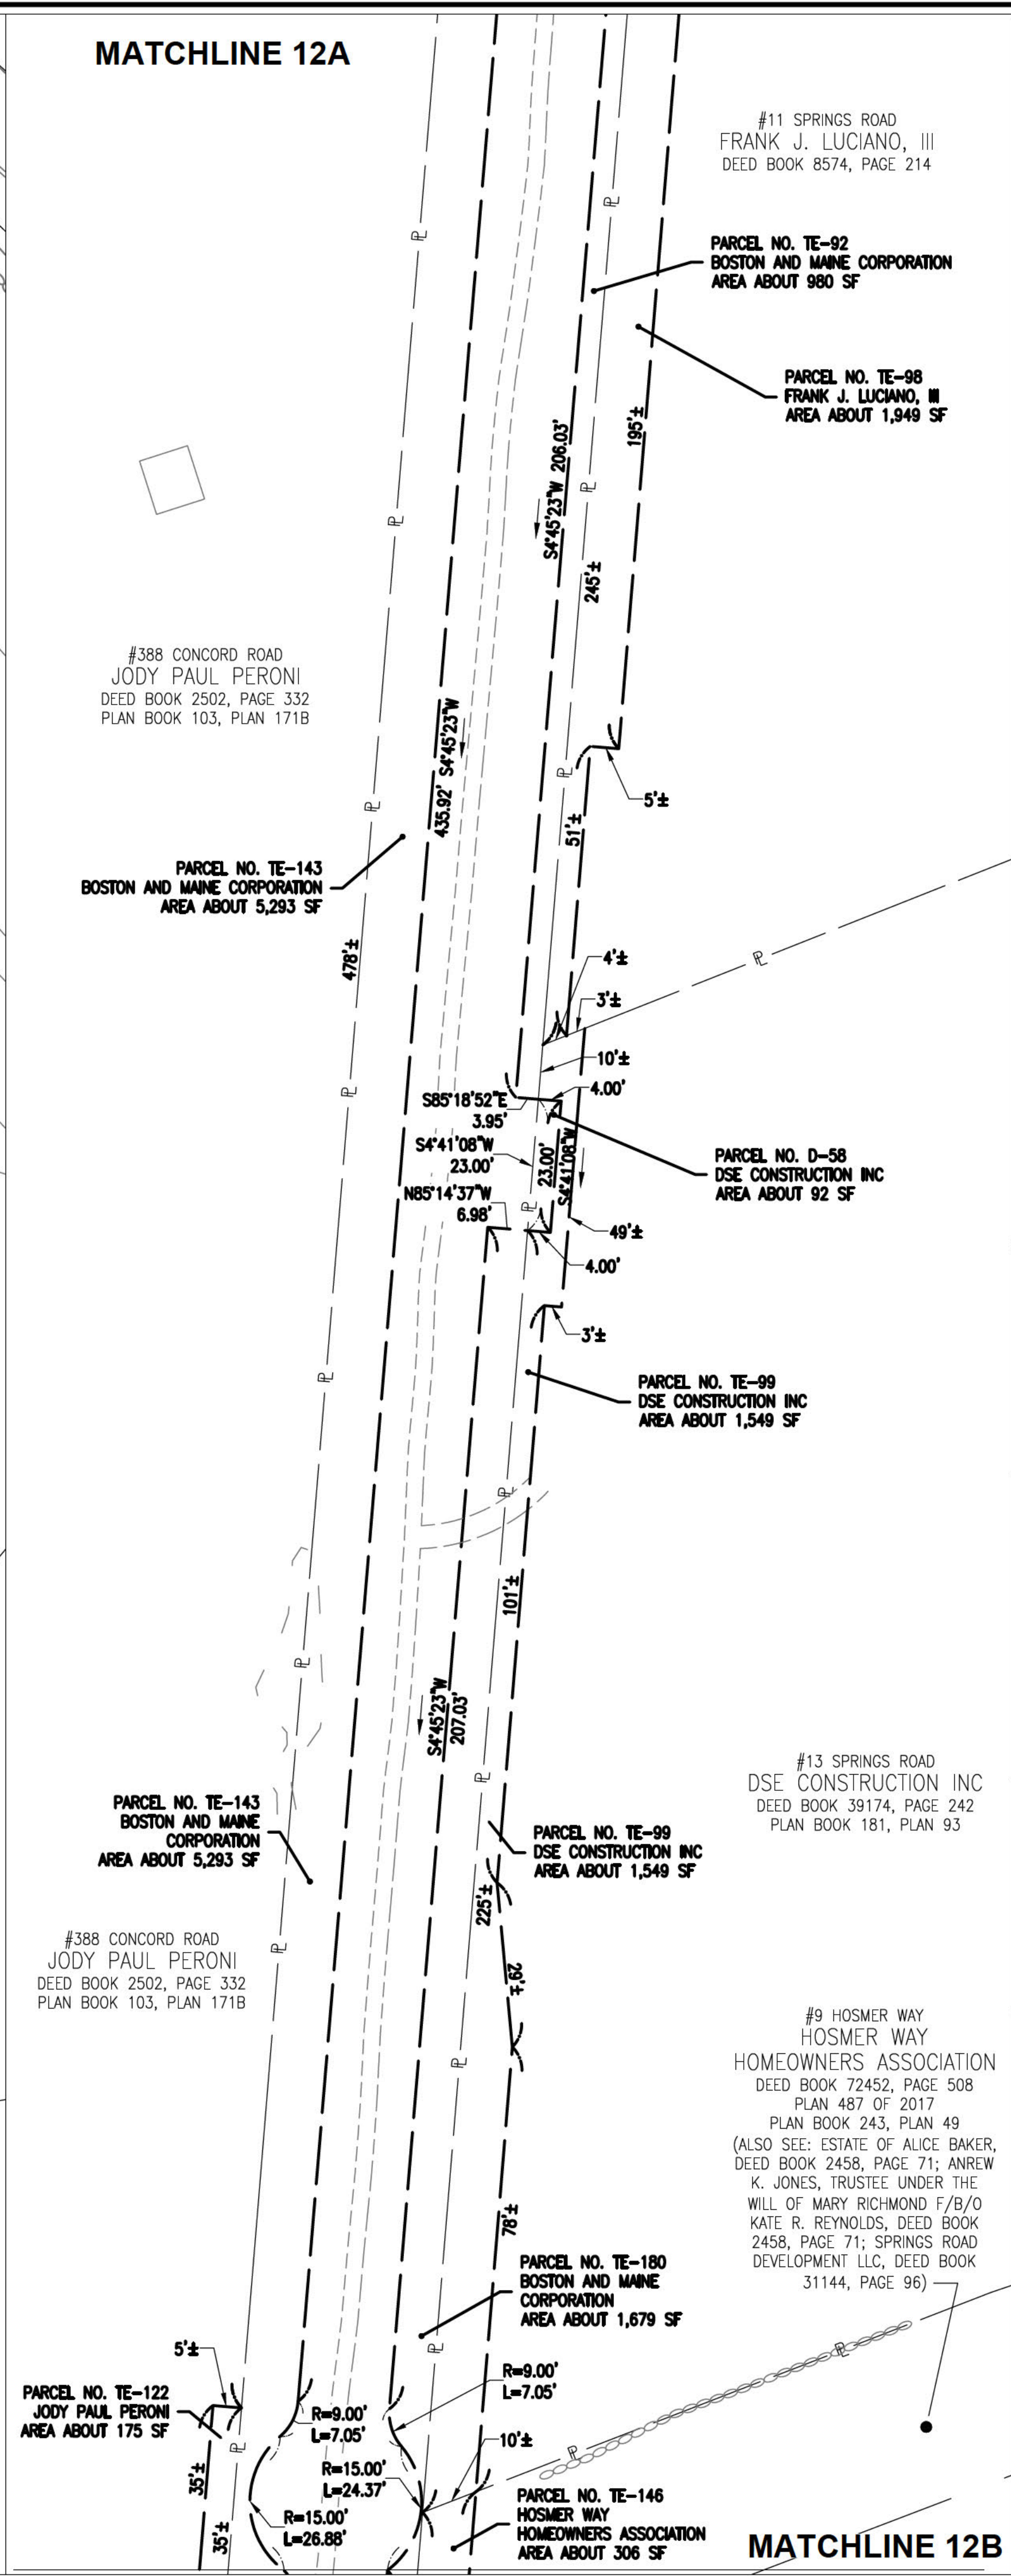 MATCHLINE 12A
#11 SPRINGS ROAD
FRANK J. LUCIANO, III
DEED BOOK 8574, PAGE 214
PARCEL NO. TE-92
BOSTON AND MAINE CORPORATION
AREA ABOUT 980 SF
PARCEL NO. TE-98
FRANK J. LUCIANO, III
AREA ABOUT 1,949 SF
195'±
S4°45'23"W 206.03'
245'±
#388 CONCORD ROAD
JODY PAUL PERONI
DEED BOOK 2502, PAGE 332
PLAN BOOK 103, PLAN 171B
435.92' S4°45'23"W
5'±
51'±
PARCEL NO. TE-143
BOSTON AND MAINE CORPORATION
AREA ABOUT 5,293 SF
478'±
4'±
3'±
10'±
4.00'
S85°18'52"E
3.95'
S4°41'08"W
23.00'
23.00'
S4°41'08"W
PARCEL NO. D-58
DSE CONSTRUCTION INC
AREA ABOUT 92 SF
N85°14'37"W
6.98'
49'±
4.00'
3'±
PARCEL NO. TE-99
DSE CONSTRUCTION INC
AREA ABOUT 1,549 SF
101'±
S4°45'23"W
207.03'
#13 SPRINGS ROAD
DSE CONSTRUCTION INC
DEED BOOK 39174, PAGE 242
PLAN BOOK 181, PLAN 93
PARCEL NO. TE-143
BOSTON AND MAINE
CORPORATION
AREA ABOUT 5,293 SF
PARCEL NO. TE-99
DSE CONSTRUCTION INC
AREA ABOUT 1,549 SF
225'±
#388 CONCORD ROAD
JODY PAUL PERONI
DEED BOOK 2502, PAGE 332
PLAN BOOK 103, PLAN 171B
29'±
#9 HOSMER WAY
HOSMER WAY
HOMEOWNERS ASSOCIATION
DEED BOOK 72452, PAGE 508
PLAN 487 OF 2017
PLAN BOOK 243, PLAN 49
(ALSO SEE: ESTATE OF ALICE BAKER,
DEED BOOK 2458, PAGE 71; ANREW
K. JONES, TRUSTEE UNDER THE
WILL OF MARY RICHMOND F/B/O
KATE R. REYNOLDS, DEED BOOK
2458, PAGE 71; SPRINGS ROAD
DEVELOPMENT LLC, DEED BOOK
31144, PAGE 96)
78'±
PARCEL NO. TE-180
BOSTON AND MAINE
CORPORATION
AREA ABOUT 1,679 SF
5'±
PARCEL NO. TE-122
JODY PAUL PERONI
AREA ABOUT 175 SF
R=9.00'
L=7.05'
R=9.00'
L=7.05'
10'±
R=15.00'
L=24.37'
35'±
35'±
R=15.00'
L=26.88'
PARCEL NO. TE-146
HOSMER WAY
HOMEOWNERS ASSOCIATION
AREA ABOUT 306 SF
MATCHLINE 12B